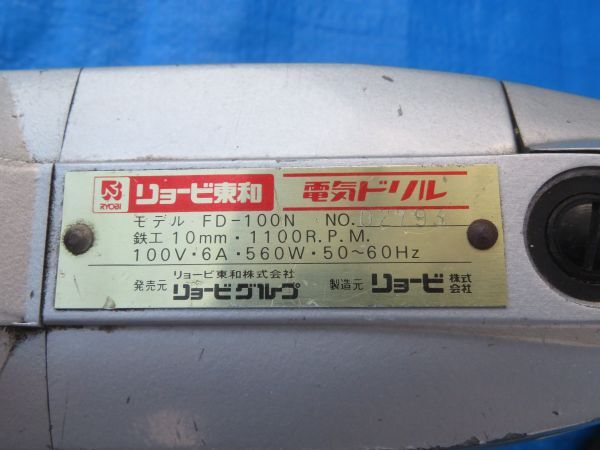 RYOBI リョービ東和 電気ドリル
モデル FD-100N NO. 02793
鉄工 10mm・1100R.P.M.
100V・6A・560W・50〜60Hz
リョービ東和株式会社
発売元 リョービグループ 製造元 リョービ 株式会社